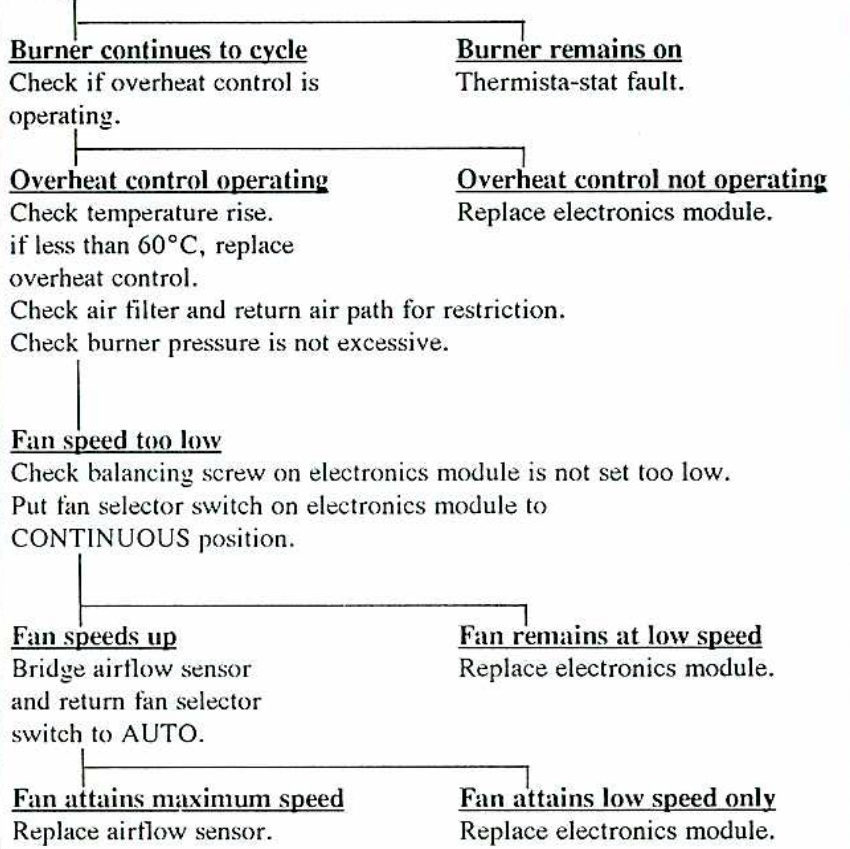 Burner continues to cycle
Check if overheat control is
operating.
Burner remains on
Thermista-stat fault.
Overheat control operating
Check temperature rise.
if less than 60°C, replace
overheat control.
Check air filter and return air path for restriction.
Check burner pressure is not excessive.
Overheat control not operating
Replace electronics module.
Fan speed too low
Check balancing screw on electronics module is not set too low.
Put fan selector switch on electronics module to
CONTINUOUS position.
Fan speeds up
Bridge airflow sensor
and return fan selector
switch to AUTO.
Fan remains at low speed
Replace electronics module.
Fan attains maximum speed
Replace airflow sensor.
Fan attains low speed only
Replace electronics module.